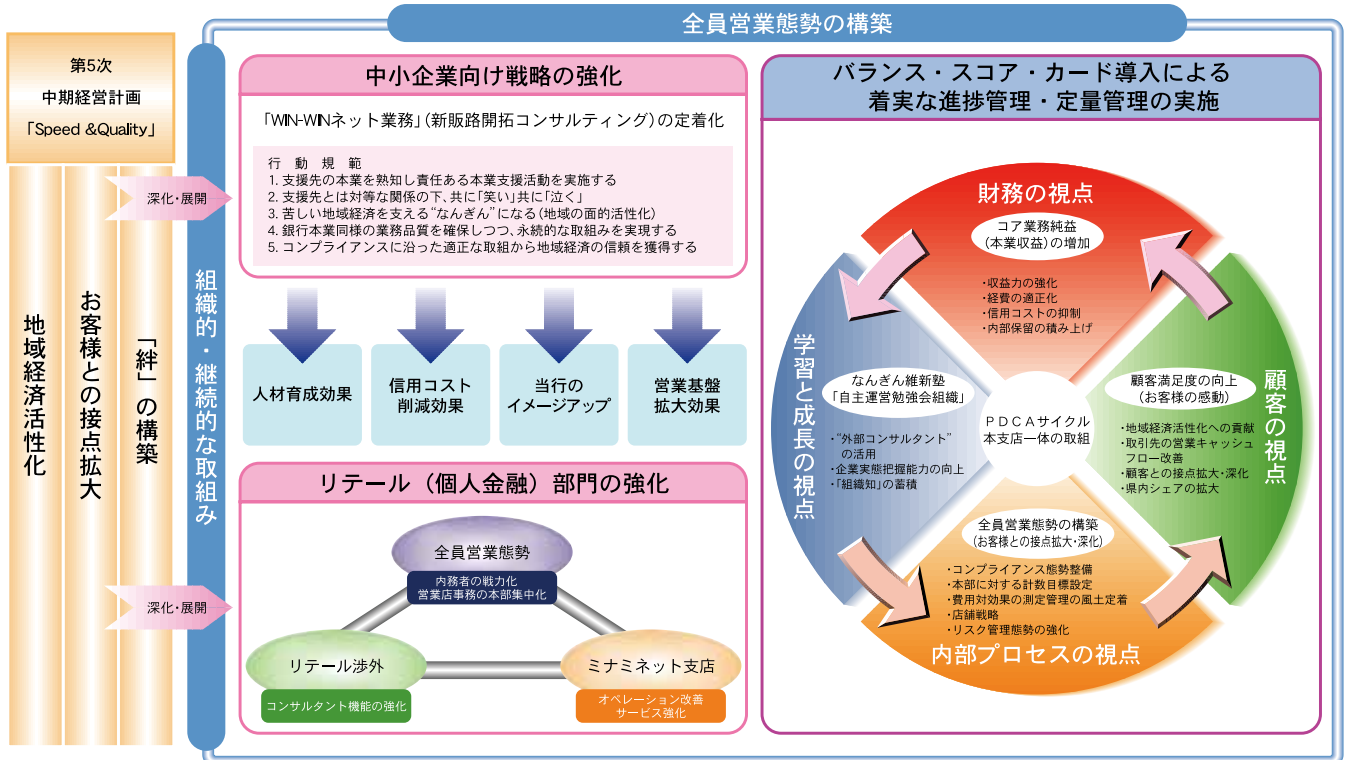 全員営業態勢の構築
第5次
中期経営計画
「Speed &Quality」
地域経済活性化
お客様との接点拡大
「絆」の構築
深化・展開
深化・展開
組織的・継続的な取組み
中小企業向け戦略の強化
「WIN-WINネット業務」(新販路開拓コンサルティング)の定着化
行 動 規 範
1. 支援先の本業を熟知し責任ある本業支援活動を実施する
2. 支援先とは対等な関係の下、共に「笑い」共に「泣く」
3. 苦しい地域経済を支える“なんぎん”になる(地域の面的活性化)
4. 銀行本業同様の業務品質を確保しつつ、永続的な取組みを実現する
5. コンプライアンスに沿った適正な取組から地域経済の信頼を獲得する
人材育成効果
信用コスト
削減効果
当行の
イメージアップ
営業基盤
拡大効果
リテール(個人金融)部門の強化
全員営業態勢
内務者の戦力化
営業店事務の本部集中化
リテール渉外
コンサルタント機能の強化
ミナミネット支店
オペレーション改善
サービス強化
バランス・スコア・カード導入による
着実な進捗管理・定量管理の実施
財務の視点
コア業務純益
(本業収益)の増加
・収益力の強化
・経費の適正化
・信用コストの抑制
・内部保留の積み上げ
学習と成長の視点
なんぎん維新塾
「自主運営勉強会組織」
・“外部コンサルタント”
の活用
・企業実態把握能力の向上
・「組織知」の蓄積
PDCAサイクル
本支店一体の取組
顧客の視点
顧客満足度の向上
(お客様の感動)
・地域経済活性化への貢献
・取引先の営業キャッシュ
フロー改善
・顧客との接点拡大・深化
・県内シェアの拡大
全員営業態勢の構築
(お客様との接点拡大・深化)
・コンプライアンス態勢整備
・本部に対する計数目標設定
・費用対効果の測定管理の風土定着
・店舗戦略
・リスク管理態勢の強化
内部プロセスの視点